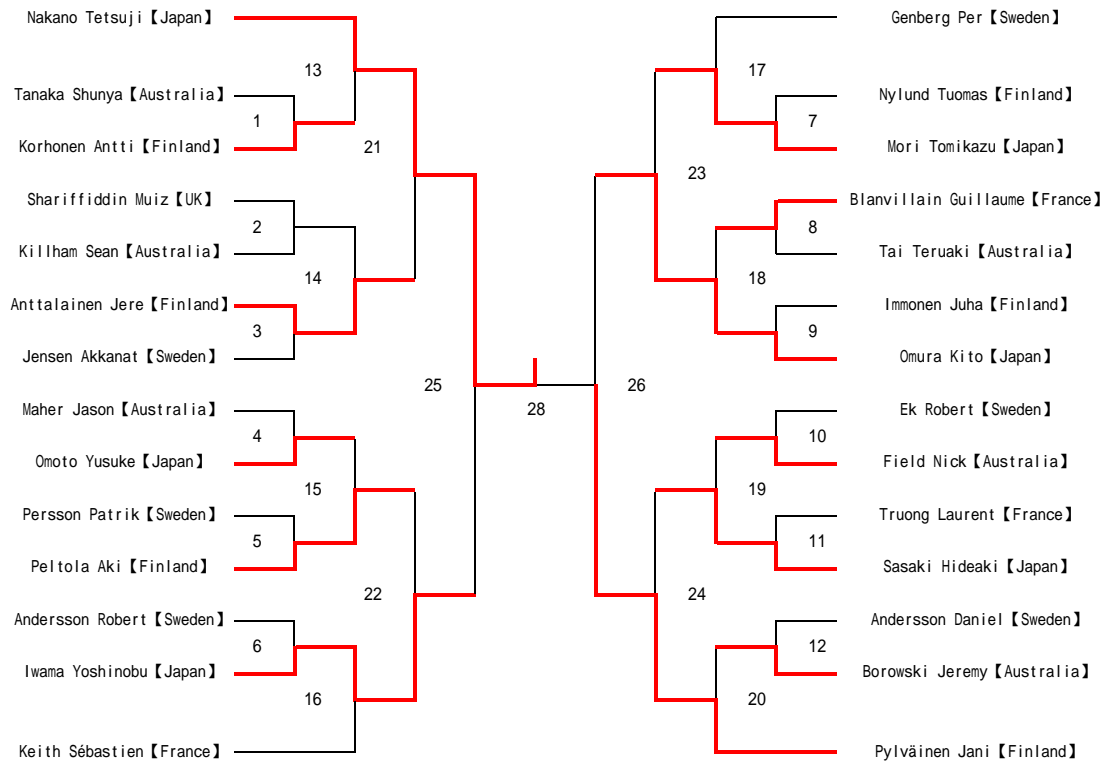 Nakano Tetsuji【Japan】
13
Tanaka Shunya【Australia】
1
Korhonen Antti【Finland】
21
Shariffiddin Muiz【UK】
2
Killham Sean【Australia】
14
Anttalainen Jere【Finland】
3
Jensen Akkanat【Sweden】
25
Maher Jason【Australia】
4
Omoto Yusuke【Japan】
15
Persson Patrik【Sweden】
5
Peltola Aki【Finland】
22
Andersson Robert【Sweden】
6
Iwama Yoshinobu【Japan】
16
Keith Sébastien【France】
28
Genberg Per【Sweden】
17
Nylund Tuomas【Finland】
7
Mori Tomikazu【Japan】
23
Blanvillain Guillaume【France】
8
Tai Teruaki【Australia】
18
Immonen Juha【Finland】
9
Omura Kito【Japan】
26
Ek Robert【Sweden】
10
Field Nick【Australia】
19
Truong Laurent【France】
11
Sasaki Hideaki【Japan】
24
Andersson Daniel【Sweden】
12
Borowski Jeremy【Australia】
20
Pylväinen Jani【Finland】